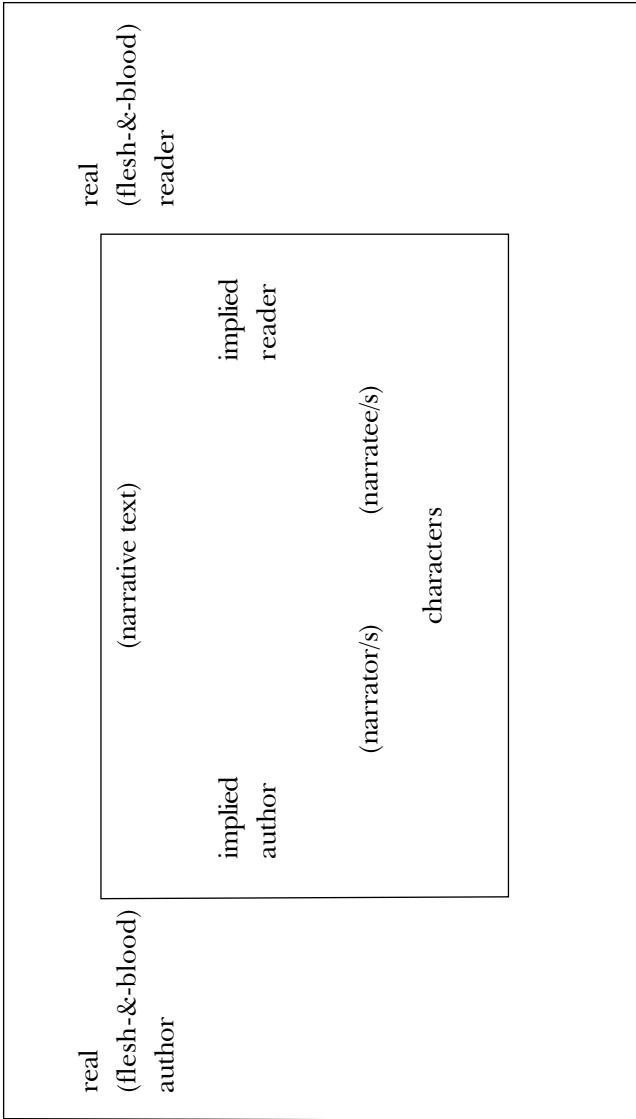 real
(flesh-&-blood)
author
(narrative text)
implied
author
implied
reader
(narrator/s)
(narratee/s)
characters
real
(flesh-&-blood)
reader